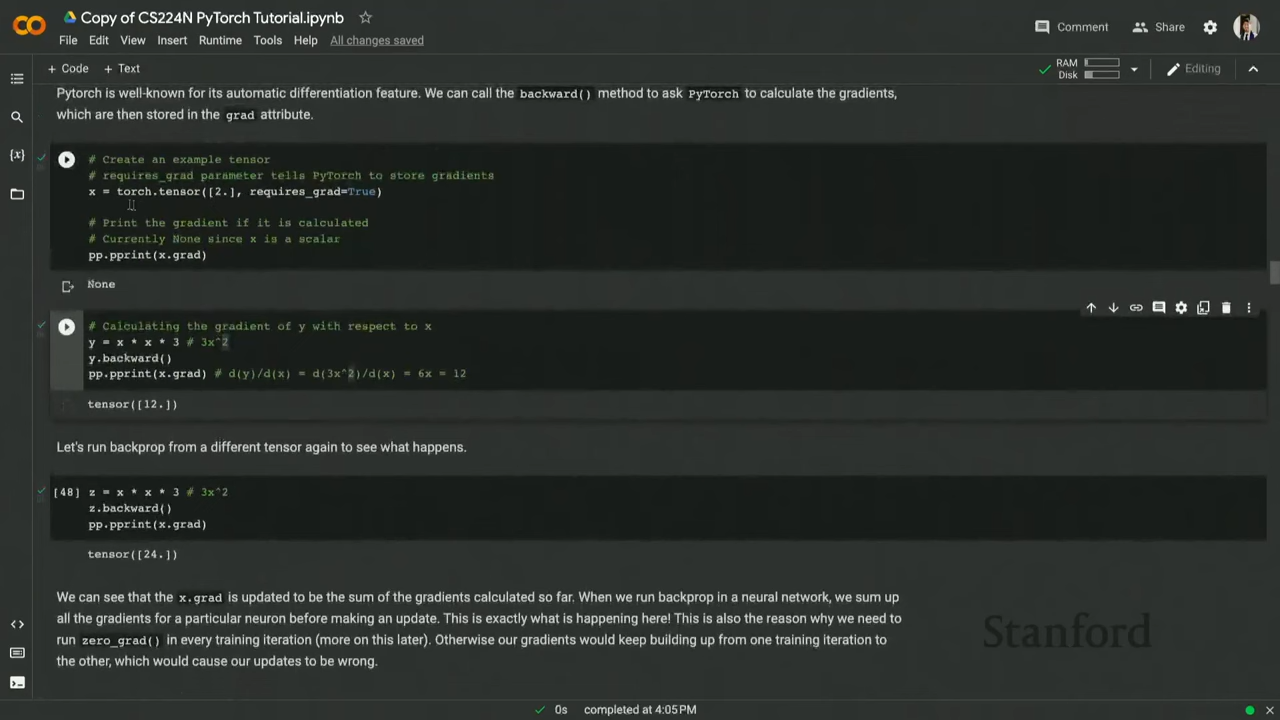 Copy of CS224N PyTorch Tutorial.ipynb
Comment
Share
File Edit View Insert Runtime Tools Help All changes saved
+ Code + Text
RAM
Disk
Editing
Pytorch is well-known for its automatic differentiation feature. We can call the backward() method to ask PyTorch to calculate the gradients,
which are then stored in the grad attribute.
# Create an example tensor
# requires_grad parameter tells PyTorch to store gradients
x = torch.tensor([2.], requires_grad=True)
# Print the gradient if it is calculated
# Currently None since x is a scalar
pp.pprint(x.grad)
None
# Calculating the gradient of y with respect to x
y = x * x * 3 # 3x^2
y.backward()
pp.pprint(x.grad) # d(y)/d(x) = d(3x^2)/d(x) = 6x = 12
tensor([12.])
Let's run backprop from a different tensor again to see what happens.
[48] z = x * x * 3 # 3x^2
z.backward()
pp.pprint(x.grad)
tensor([24.])
We can see that the x.grad is updated to be the sum of the gradients calculated so far. When we run backprop in a neural network, we sum up
all the gradients for a particular neuron before making an update. This is exactly what is happening here! This is also the reason why we need to
run zero_grad() in every training iteration (more on this later). Otherwise our gradients would keep building up from one training iteration to
the other, which would cause our updates to be wrong.
Stanford
0s completed at 4:05PM